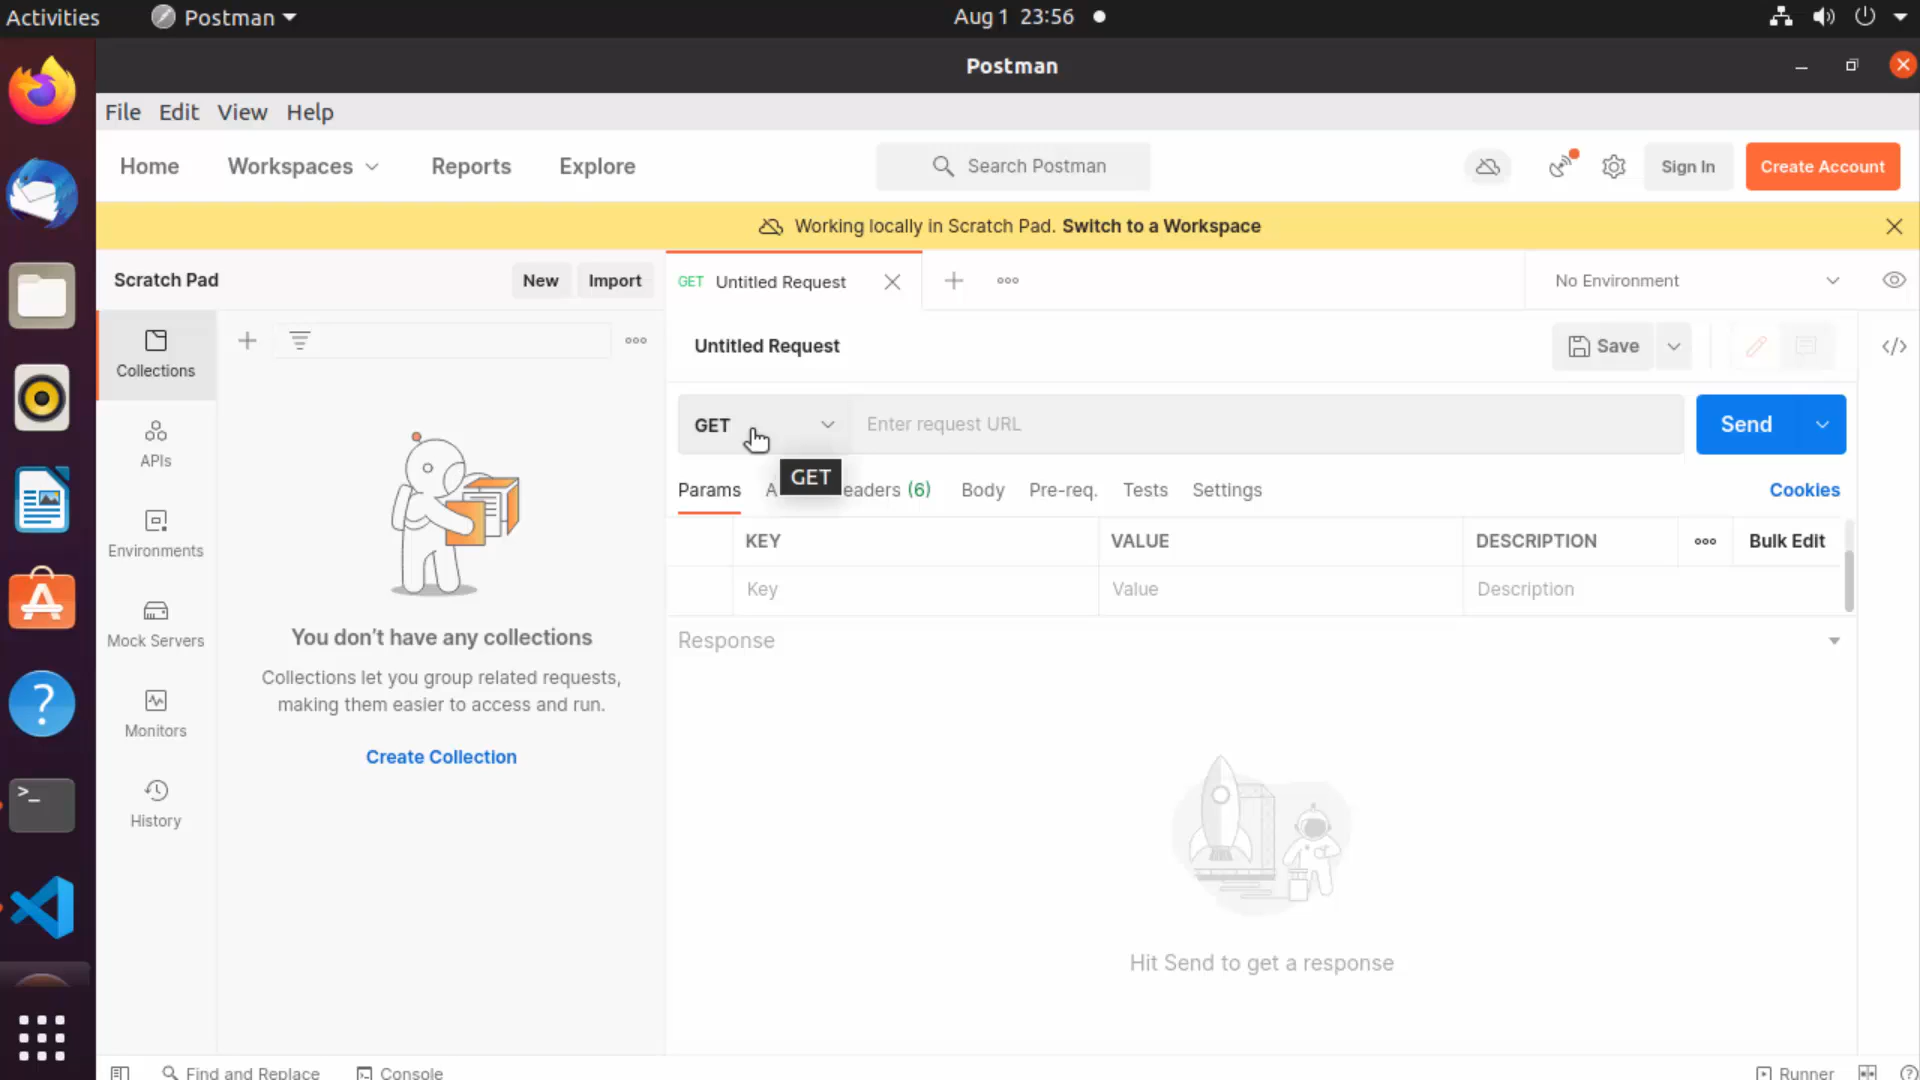 Activities
Postman
Aug 1 23:56
Postman
File Edit View Help
Home Workspaces Reports Explore
Search Postman
Sign In
Create Account
Working locally in Scratch Pad. Switch to a Workspace
Scratch Pad
New
Import
GET Untitled Request
No Environment
Collections
APIs
Environments
Mock Servers
Monitors
History
You don't have any collections
Collections let you group related requests,
making them easier to access and run.
Create Collection
Untitled Request
Save
</>
GET
Enter request URL
Send
GET
Params A eaders (6) Body Pre-req. Tests Settings
Cookies
KEY VALUE DESCRIPTION
Bulk Edit
Key Value Description
Response
Hit Send to get a response
Find and Replace
Console
Runner